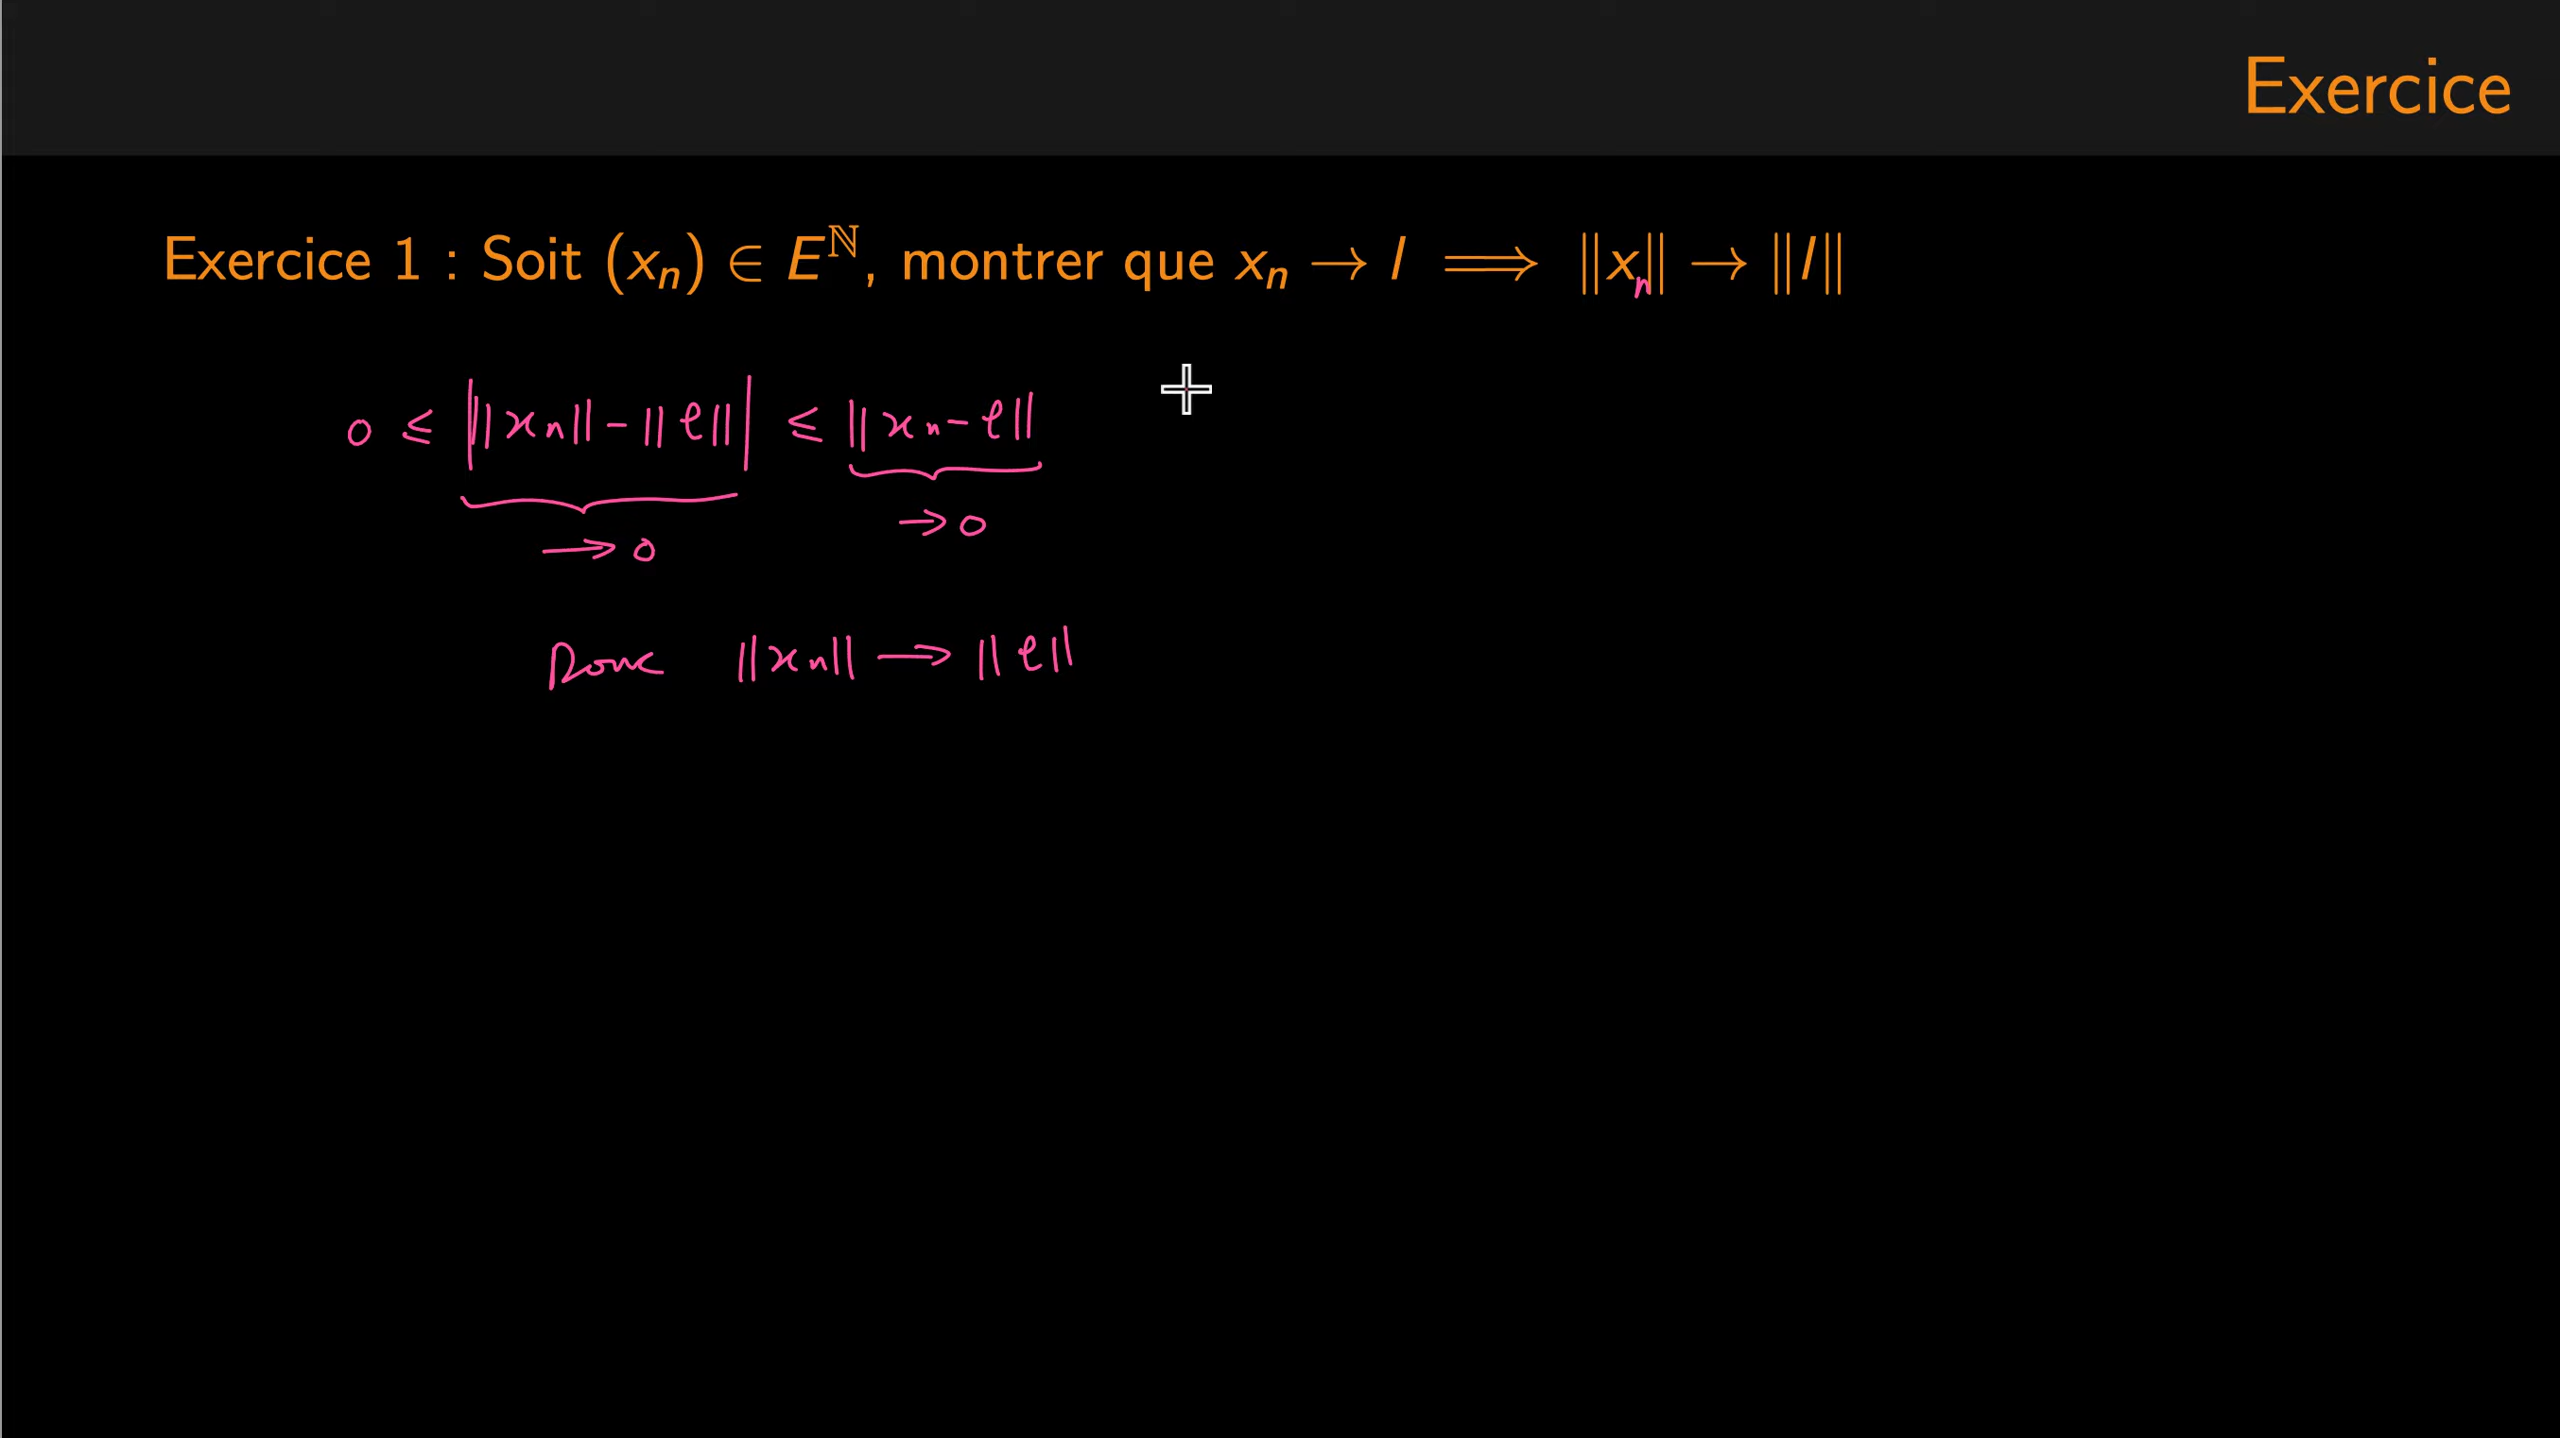 Exercice
Exercice 1 : Soit (xₙ) ∈ E^ℕ, montrer que xₙ → l ⟹ ‖xₙ‖ → ‖l‖
0 ≤ |‖xₙ‖ - ‖ℓ‖| ≤ ‖xₙ - ℓ‖
→ 0
→ 0
Donc ‖xₙ‖ → ‖ℓ‖